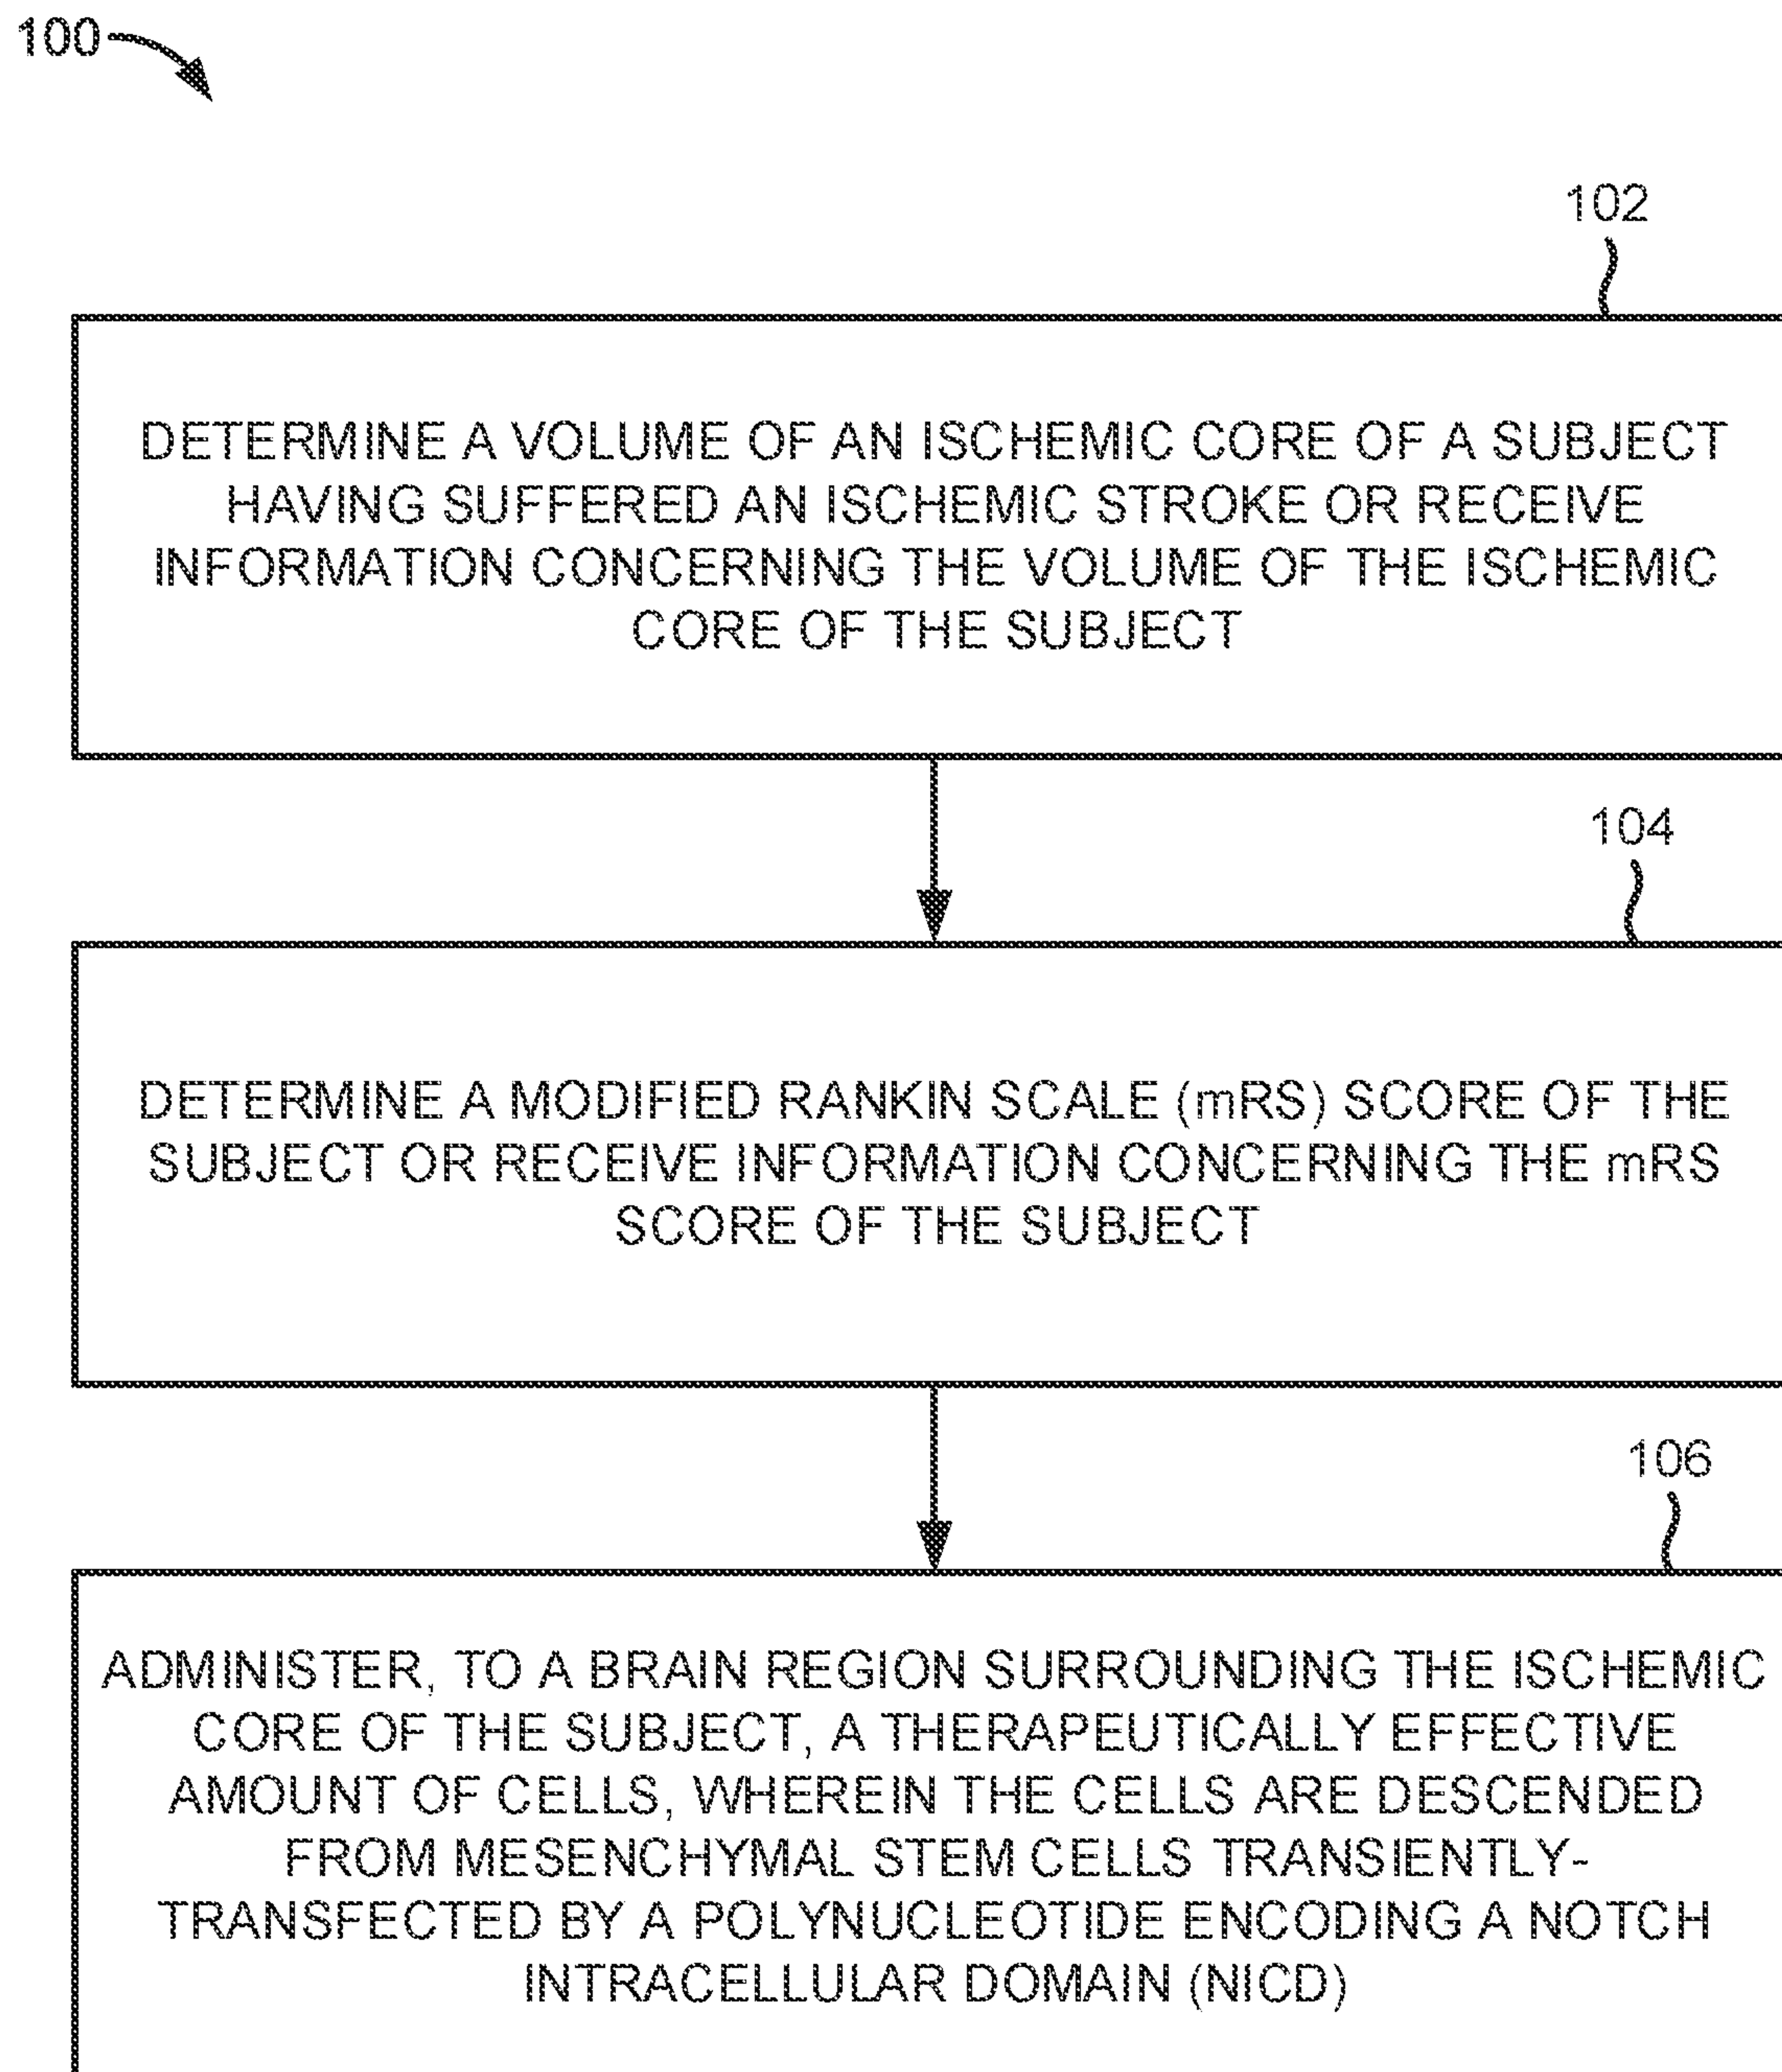 100
102
DETERMINE A VOLUME OF AN ISCHEMIC CORE OF A SUBJECT
HAVING SUFFERED AN ISCHEMIC STROKE OR RECEIVE
INFORMATION CONCERNING THE VOLUME OF THE ISCHEMIC
CORE OF THE SUBJECT
104
DETERMINE A MODIFIED RANKIN SCALE (mRS) SCORE OF THE
SUBJECT OR RECEIVE INFORMATION CONCERNING THE mRS
SCORE OF THE SUBJECT
106
ADMINISTER, TO A BRAIN REGION SURROUNDING THE ISCHEMIC
CORE OF THE SUBJECT, A THERAPEUTICALLY EFFECTIVE
AMOUNT OF CELLS, WHEREIN THE CELLS ARE DESCENDED
FROM MESENCHYMAL STEM CELLS TRANSIENTLY-
TRANSFECTED BY A POLYNUCLEOTIDE ENCODING A NOTCH
INTRACELLULAR DOMAIN (NICD)